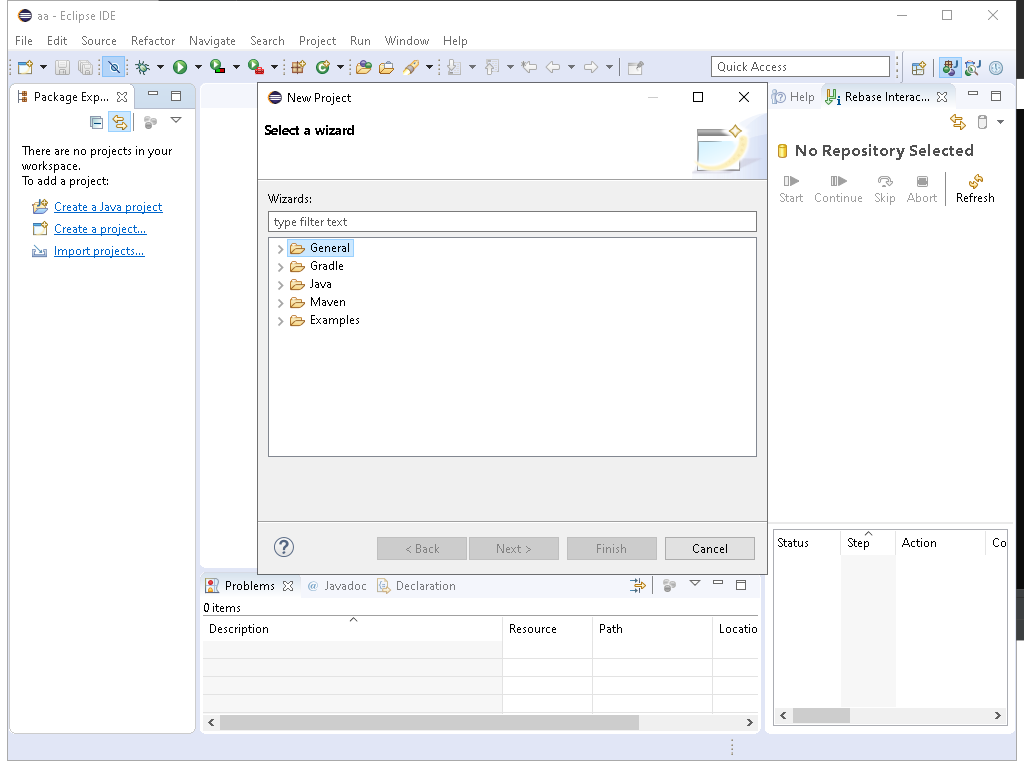 aa - Eclipse IDE
File Edit Source Refactor Navigate Search Project Run Window Help
Quick Access
Package Exp...
There are no projects in your
workspace.
To add a project:
Create a Java project
Create a project...
Import projects...
New Project
Select a wizard
Wizards:
type filter text
General
Gradle
Java
Maven
Examples
< Back Next > Finish Cancel
Help Rebase Interac...
No Repository Selected
Start Continue Skip Abort Refresh
Status Step Action Co
Problems @ Javadoc Declaration
0 items
Description Resource Path Locatio